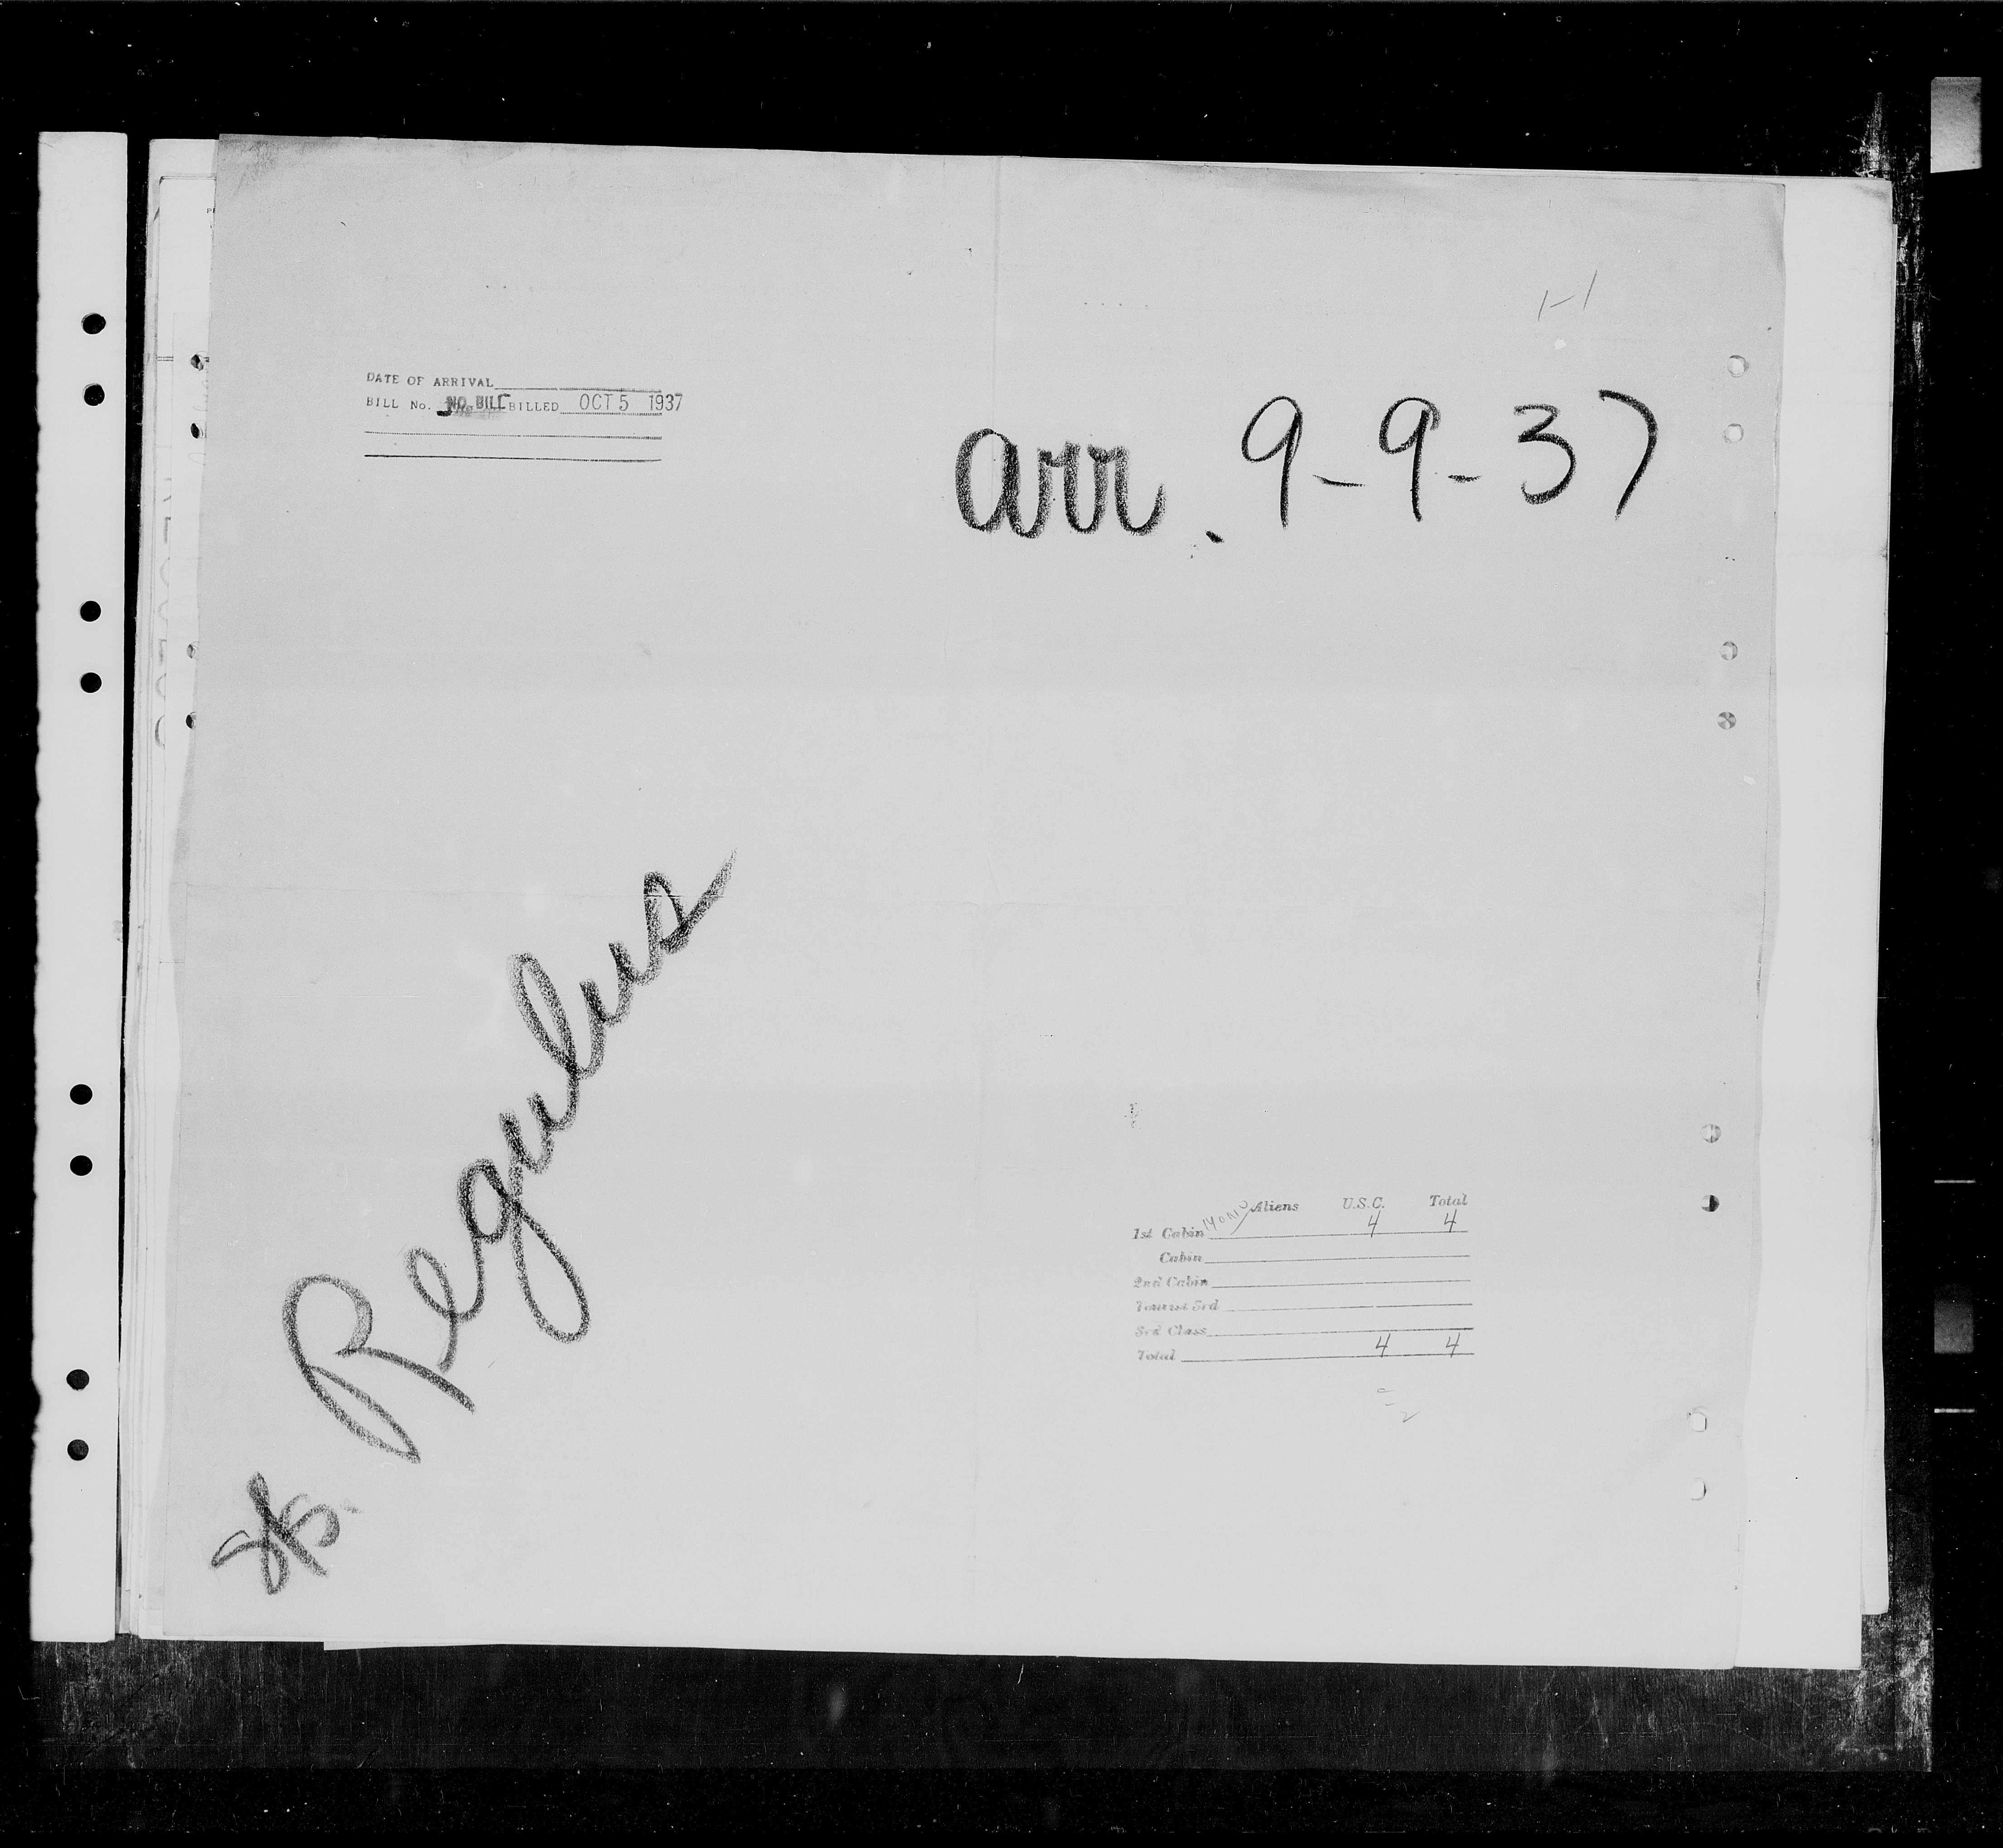 1-1
DATE OF ARRIVAL
BILL No. NO BILL BILLED OCT 5 1937
arr. 9-9-37
ss. Regulus
Aliens U.S.C. Total
1st Cabin 4 4
Cabin
2nd Cabin
Tourist 3rd
3rd Class
Total 4 4